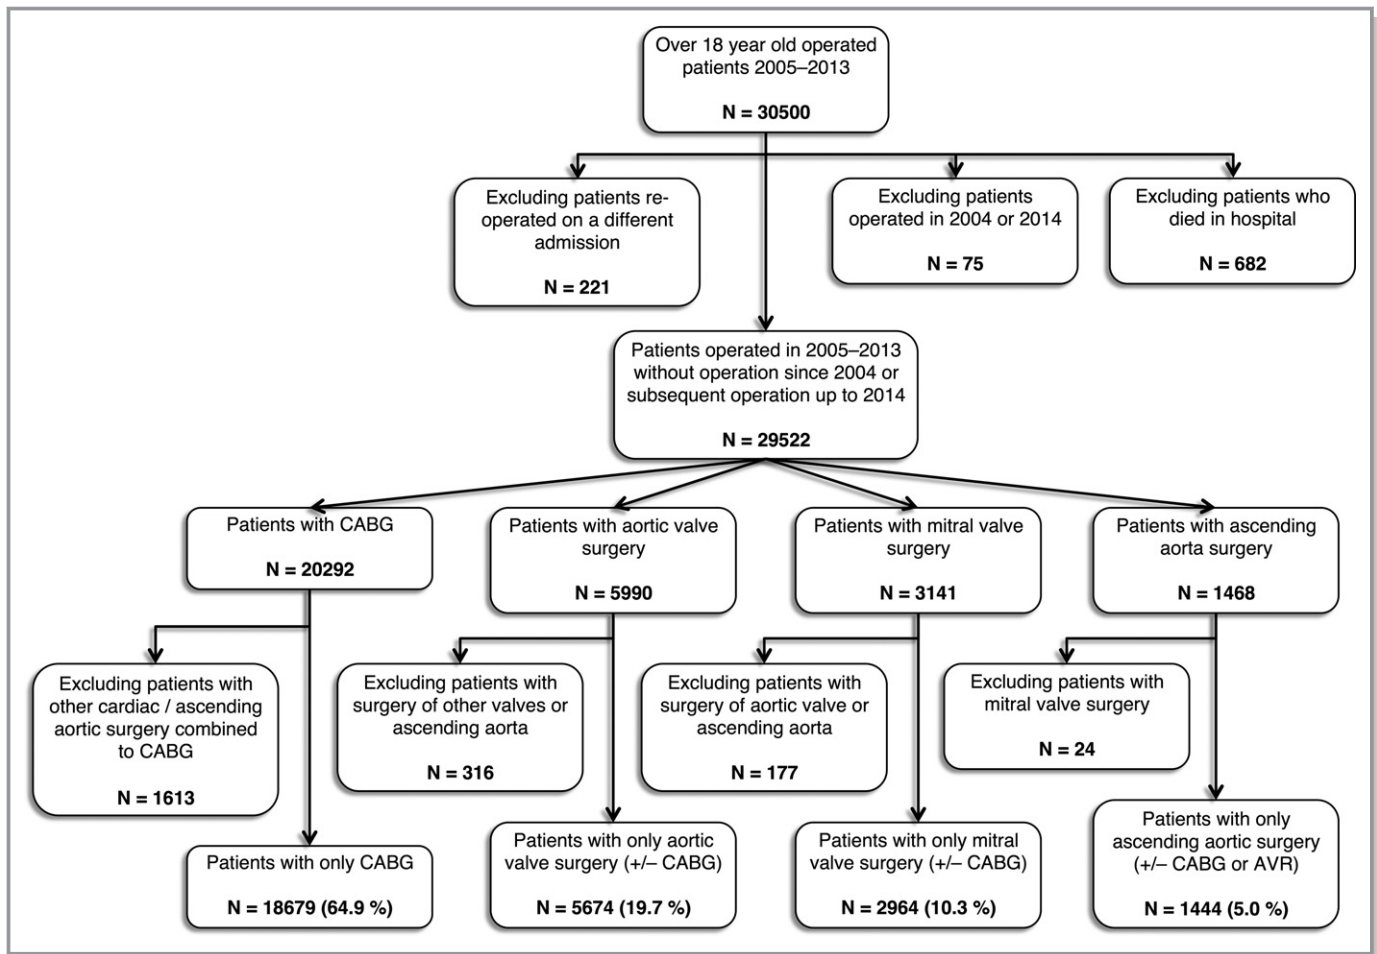 Over 18 year old operated
patients 2005–2013
N = 30500
Excluding patients re-
operated on a different
admission
N = 221
Excluding patients
operated in 2004 or 2014
N = 75
Excluding patients who
died in hospital
N = 682
Patients operated in 2005–2013
without operation since 2004 or
subsequent operation up to 2014
N = 29522
Patients with CABG
N = 20292
Patients with aortic valve
surgery
N = 5990
Patients with mitral valve
surgery
N = 3141
Patients with ascending
aorta surgery
N = 1468
Excluding patients with
other cardiac / ascending
aortic surgery combined
to CABG
N = 1613
Excluding patients with
surgery of other valves or
ascending aorta
N = 316
Excluding patients with
surgery of aortic valve or
ascending aorta
N = 177
Excluding patients with
mitral valve surgery
N = 24
Patients with only CABG
N = 18679 (64.9 %)
Patients with only aortic
valve surgery (+/– CABG)
N = 5674 (19.7 %)
Patients with only mitral
valve surgery (+/– CABG)
N = 2964 (10.3 %)
Patients with only
ascending aortic surgery
(+/– CABG or AVR)
N = 1444 (5.0 %)